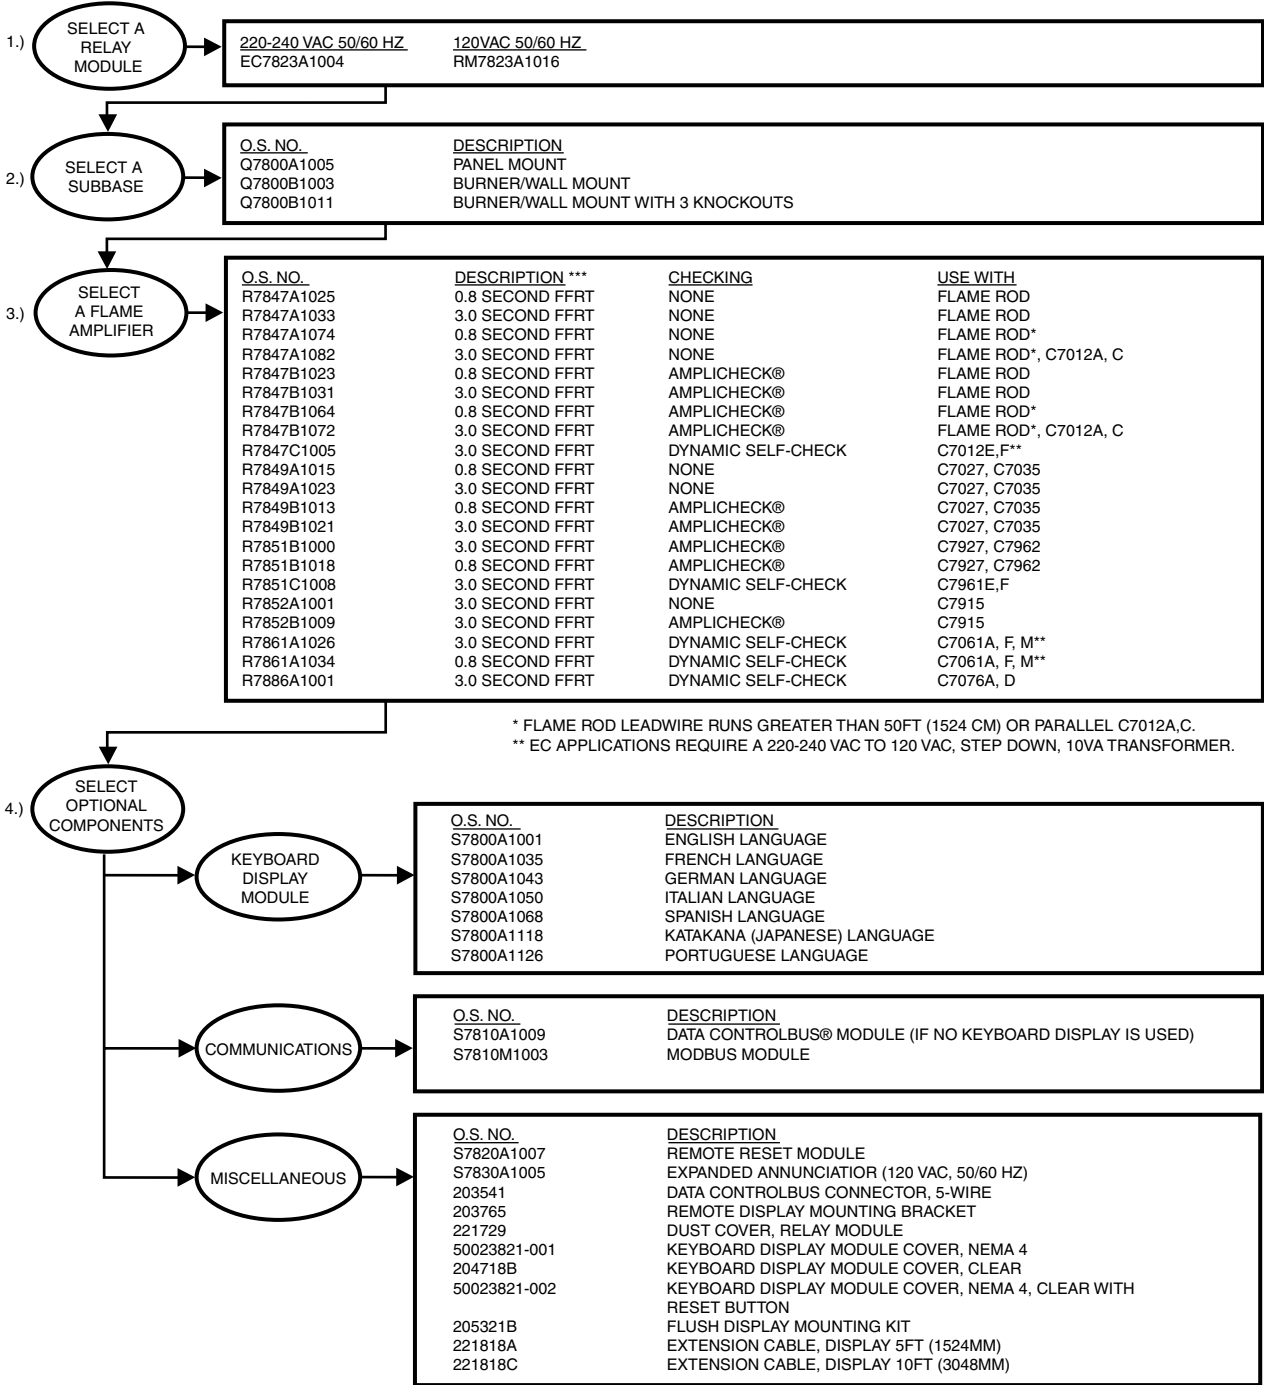 1.) SELECT A
RELAY
MODULE
220-240 VAC 50/60 HZ 120VAC 50/60 HZ
EC7823A1004 RM7823A1016
2.) SELECT A
SUBBASE
O.S. NO. DESCRIPTION
Q7800A1005 PANEL MOUNT
Q7800B1003 BURNER/WALL MOUNT
Q7800B1011 BURNER/WALL MOUNT WITH 3 KNOCKOUTS
3.) SELECT
A FLAME
AMPLIFIER
O.S. NO. DESCRIPTION *** CHECKING USE WITH
R7847A1025 0.8 SECOND FFRT NONE FLAME ROD
R7847A1033 3.0 SECOND FFRT NONE FLAME ROD
R7847A1074 0.8 SECOND FFRT NONE FLAME ROD*
R7847A1082 3.0 SECOND FFRT NONE FLAME ROD*, C7012A, C
R7847B1023 0.8 SECOND FFRT AMPLICHECK® FLAME ROD
R7847B1031 3.0 SECOND FFRT AMPLICHECK® FLAME ROD
R7847B1064 0.8 SECOND FFRT AMPLICHECK® FLAME ROD*
R7847B1072 3.0 SECOND FFRT AMPLICHECK® FLAME ROD*, C7012A, C
R7847C1005 3.0 SECOND FFRT DYNAMIC SELF-CHECK C7012E,F**
R7849A1015 0.8 SECOND FFRT NONE C7027, C7035
R7849A1023 3.0 SECOND FFRT NONE C7027, C7035
R7849B1013 0.8 SECOND FFRT AMPLICHECK® C7027, C7035
R7849B1021 3.0 SECOND FFRT AMPLICHECK® C7027, C7035
R7851B1000 3.0 SECOND FFRT AMPLICHECK® C7927, C7962
R7851B1018 0.8 SECOND FFRT AMPLICHECK® C7927, C7962
R7851C1008 3.0 SECOND FFRT DYNAMIC SELF-CHECK C7961E,F
R7852A1001 3.0 SECOND FFRT NONE C7915
R7852B1009 3.0 SECOND FFRT AMPLICHECK® C7915
R7861A1026 3.0 SECOND FFRT DYNAMIC SELF-CHECK C7061A, F, M**
R7861A1034 0.8 SECOND FFRT DYNAMIC SELF-CHECK C7061A, F, M**
R7886A1001 3.0 SECOND FFRT DYNAMIC SELF-CHECK C7076A, D
* FLAME ROD LEADWIRE RUNS GREATER THAN 50FT (1524 CM) OR PARALLEL C7012A,C.
** EC APPLICATIONS REQUIRE A 220-240 VAC TO 120 VAC, STEP DOWN, 10VA TRANSFORMER.
4.) SELECT
OPTIONAL
COMPONENTS
KEYBOARD
DISPLAY
MODULE
O.S. NO. DESCRIPTION
S7800A1001 ENGLISH LANGUAGE
S7800A1035 FRENCH LANGUAGE
S7800A1043 GERMAN LANGUAGE
S7800A1050 ITALIAN LANGUAGE
S7800A1068 SPANISH LANGUAGE
S7800A1118 KATAKANA (JAPANESE) LANGUAGE
S7800A1126 PORTUGUESE LANGUAGE
COMMUNICATIONS
O.S. NO. DESCRIPTION
S7810A1009 DATA CONTROLBUS® MODULE (IF NO KEYBOARD DISPLAY IS USED)
S7810M1003 MODBUS MODULE
MISCELLANEOUS
O.S. NO. DESCRIPTION
S7820A1007 REMOTE RESET MODULE
S7830A1005 EXPANDED ANNUNCIATIOR (120 VAC, 50/60 HZ)
203541 DATA CONTROLBUS CONNECTOR, 5-WIRE
203765 REMOTE DISPLAY MOUNTING BRACKET
221729 DUST COVER, RELAY MODULE
50023821-001 KEYBOARD DISPLAY MODULE COVER, NEMA 4
204718B KEYBOARD DISPLAY MODULE COVER, CLEAR
50023821-002 KEYBOARD DISPLAY MODULE COVER, NEMA 4, CLEAR WITH
RESET BUTTON
205321B FLUSH DISPLAY MOUNTING KIT
221818A EXTENSION CABLE, DISPLAY 5FT (1524MM)
221818C EXTENSION CABLE, DISPLAY 10FT (3048MM)